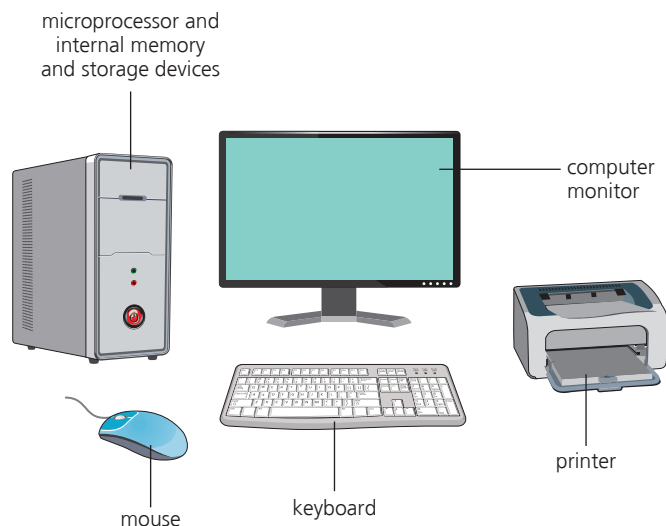 microprocessor and
internal memory
and storage devices
computer
monitor
printer
keyboard
mouse